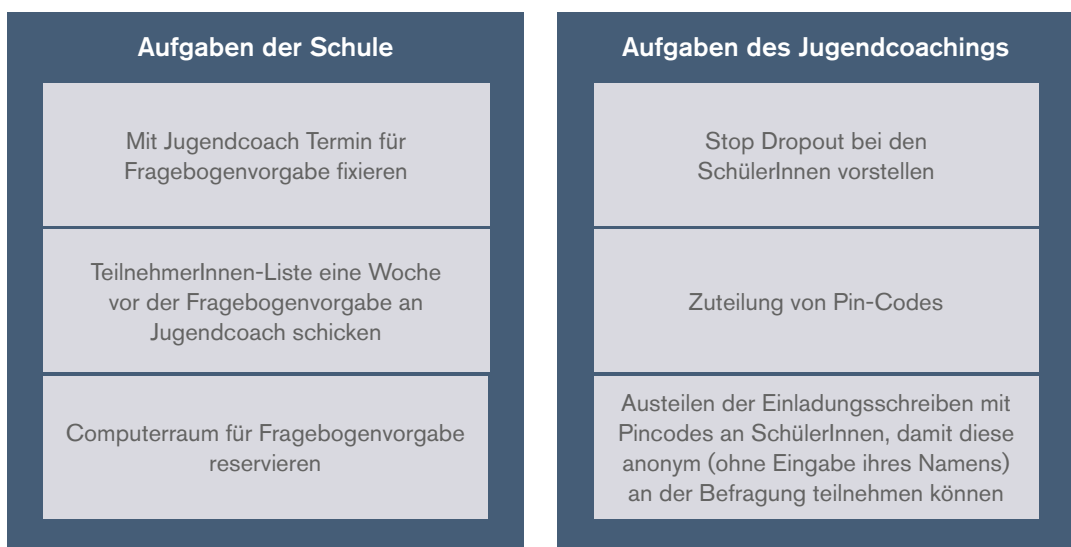 Aufgaben der Schule
Mit Jugendcoach Termin für
Fragebogenvorgabe fixieren
TeilnehmerInnen-Liste eine Woche
vor der Fragebogenvorgabe an
Jugendcoach schicken
Computerraum für Fragebogenvorgabe
reservieren
Aufgaben des Jugendcoachings
Stop Dropout bei den
SchülerInnen vorstellen
Zuteilung von Pin-Codes
Austeilen der Einladungsschreiben mit
Pincodes an SchülerInnen, damit diese
anonym (ohne Eingabe ihres Namens)
an der Befragung teilnehmen können